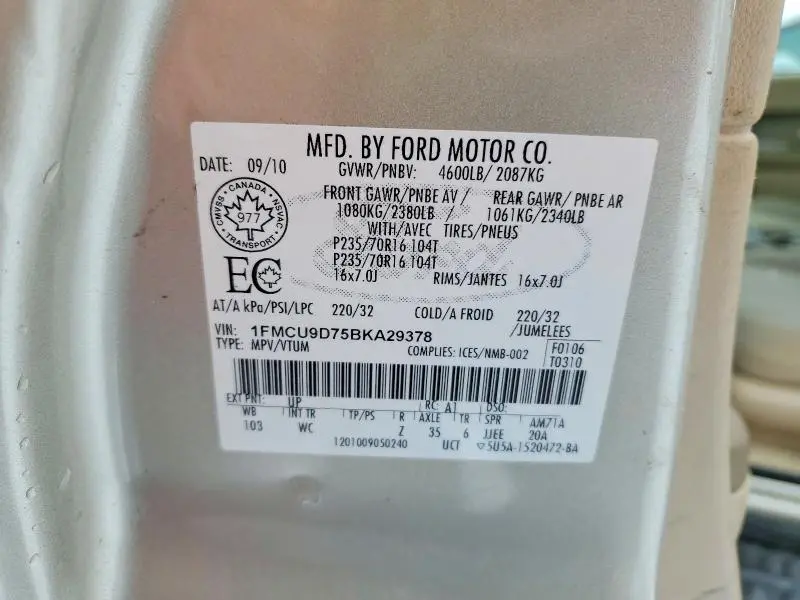 MFD. BY FORD MOTOR CO.
DATE: 09/10
GVWR/PNBV: 4600LB/ 2087KG
FRONT GAWR/PNBE AV / REAR GAWR/ PNBE AR
1080KG/2380LB / 1061KG/2340LB
WITH/AVEC TIRES/PNEUS
P235/70R16 104T
P235/70R16 104T
16x7.0J RIMS/JANTES 16x7.0J
CANADA
CMVSS · NSVAC
977
TRANSPORT
EC
AT/A kPa/PSI/LPC 220/32 COLD/A FROID 220/32
/JUMELEES
VIN: 1FMCU9D75BKA29378
TYPE: MPV/VTUM COMPLIES: ICES/NMB-002
F0106
T0310
EXT PNT: UP RC: A1 DSO:
WB INT TR TP/PS R AXLE TR SPR AM71A
103 WC Z 35 6 JJEE 20A
1201009050240 UCT 5U5A-1520472-BA